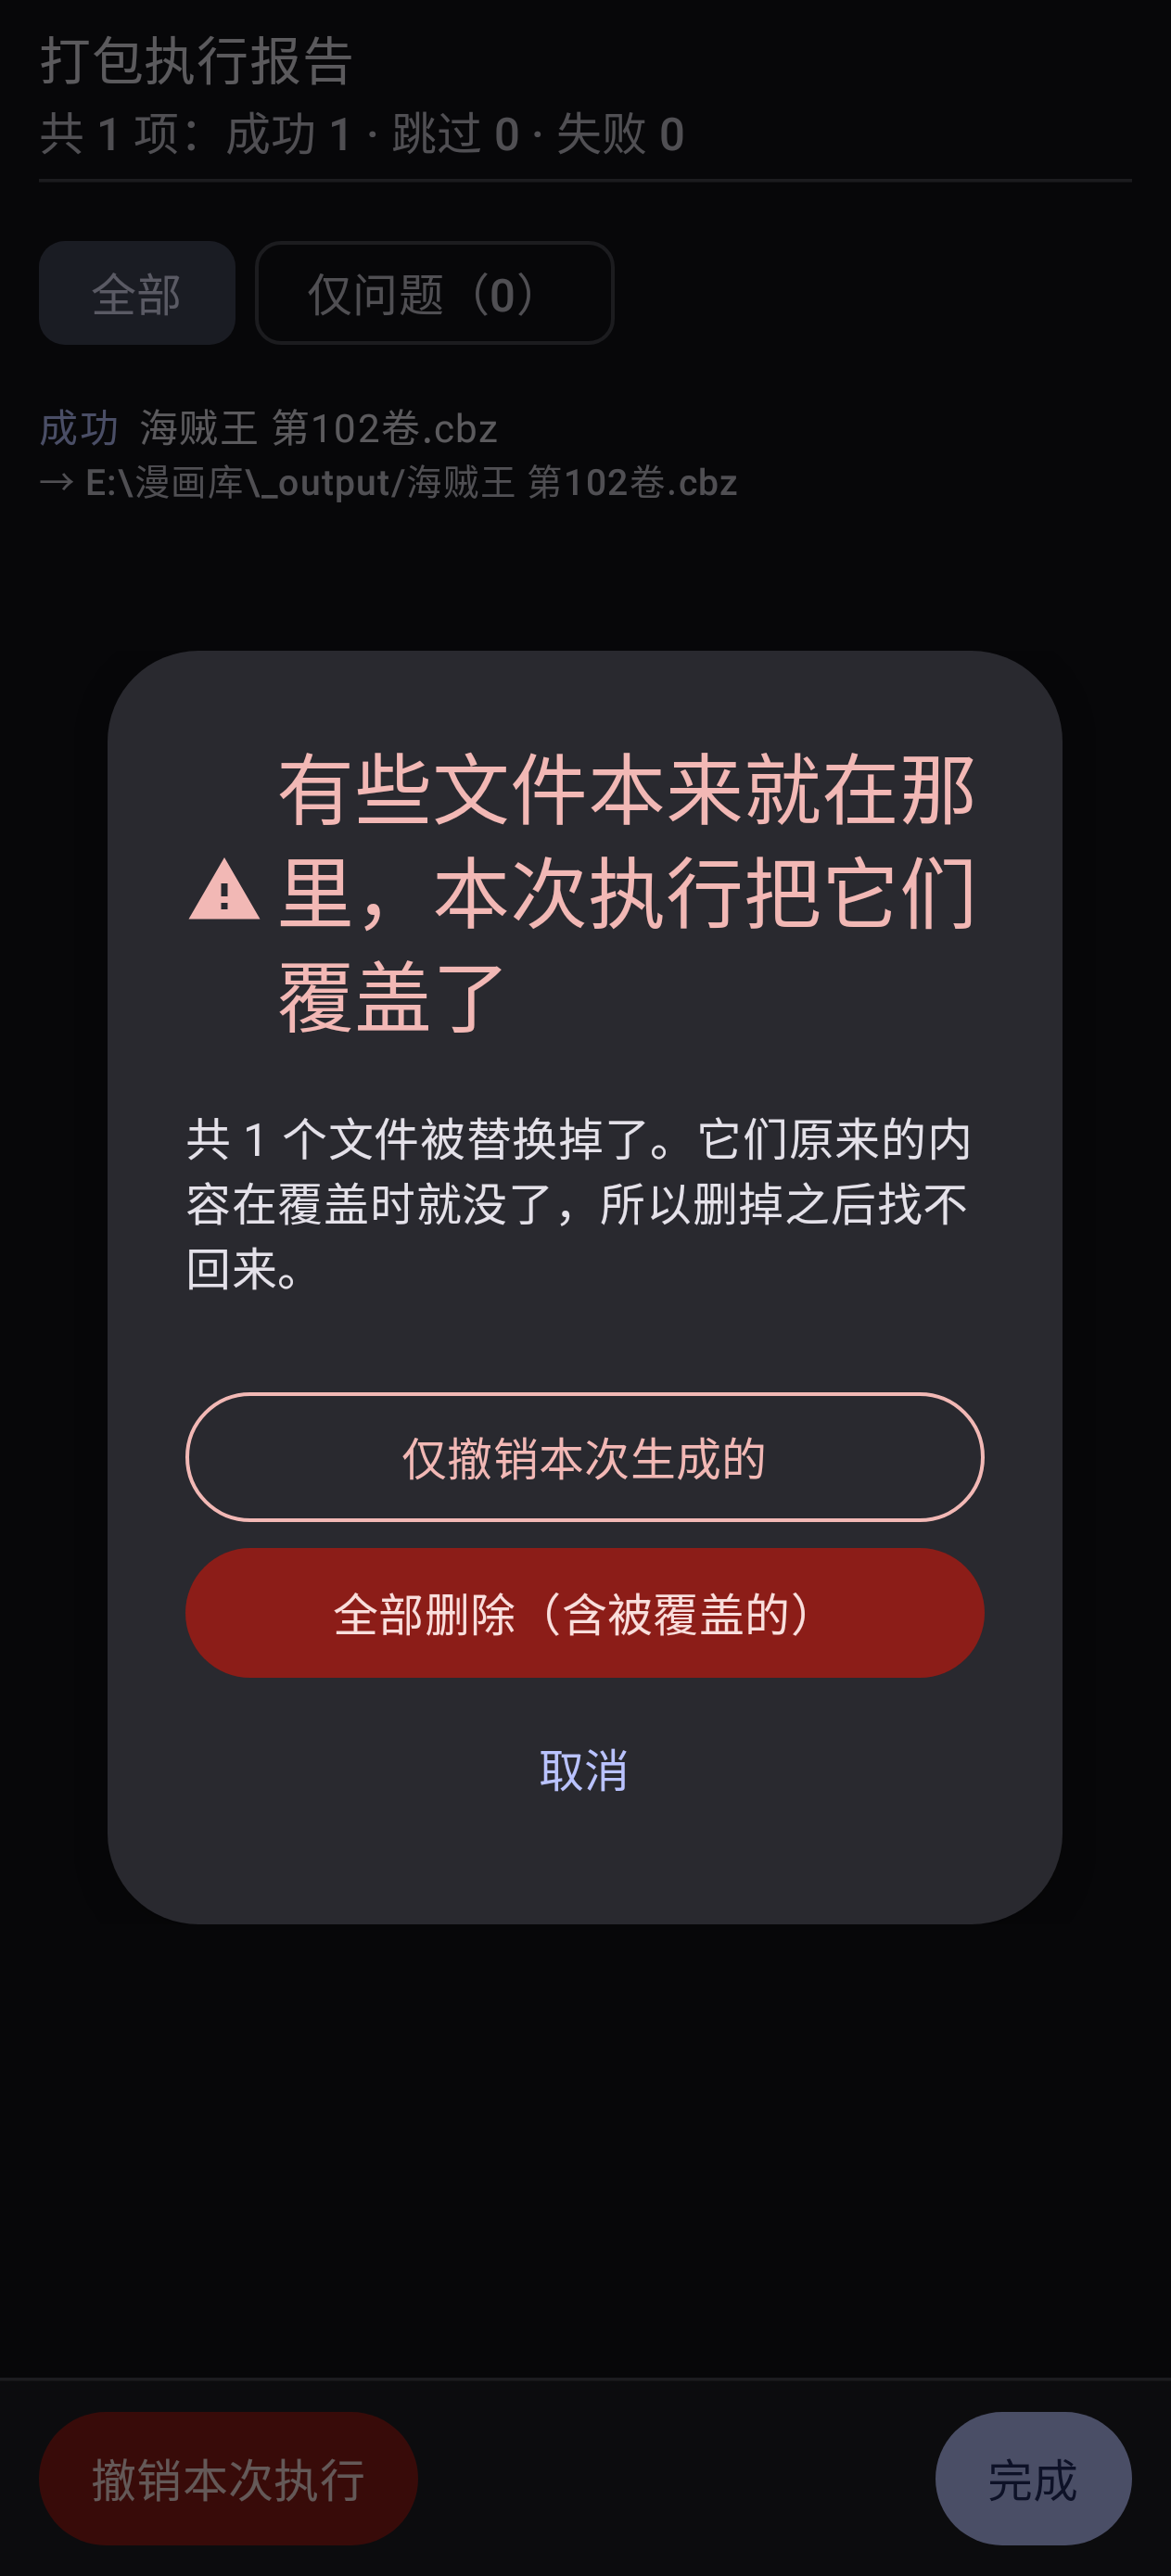 打包执行报告
共 1 项：成功 1 · 跳过 0 · 失败 0
全部 仅问题（0）
成功 海贼王 第102卷.cbz
→ E:\漫画库\_output/海贼王 第102卷.cbz
有些文件本来就在那
里，本次执行把它们
覆盖了
共 1 个文件被替换掉了。它们原来的内
容在覆盖时就没了，所以删掉之后找不
回来。
仅撤销本次生成的
全部删除（含被覆盖的）
取消
撤销本次执行 完成